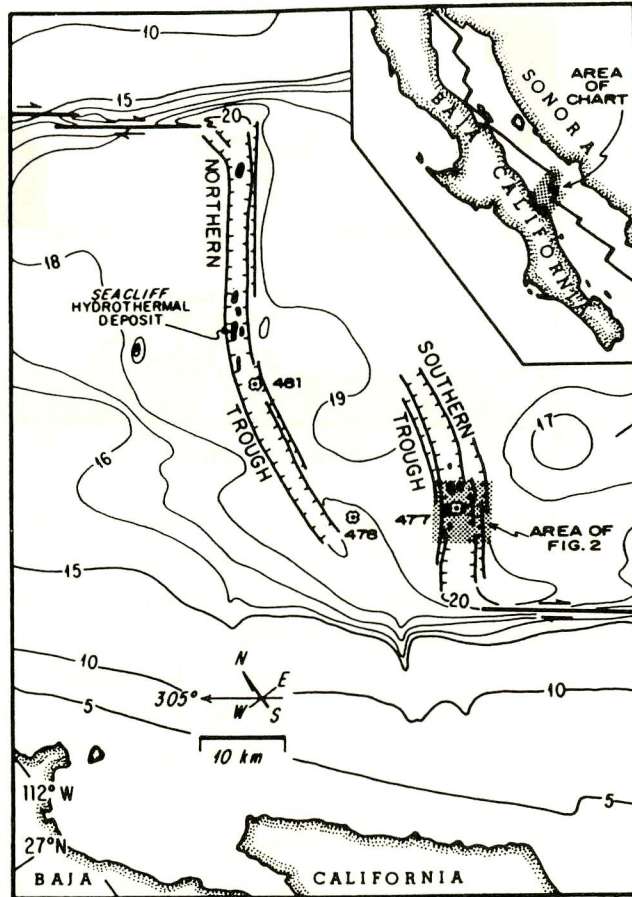 10
15
20
NORTHERN
18
SEACLIFF
HYDROTHERMAL
DEPOSIT
481
TROUGH
19
16
SOUTHERN
TROUGH
17
478
477
AREA OF
FIG. 2
15
20
10
5
N
E
305°
W
S
10
10 km
5
112° W
27°N
BAJA
CALIFORNIA
BAJA
CALIFORNIA
SONORA
AREA
OF
CHART